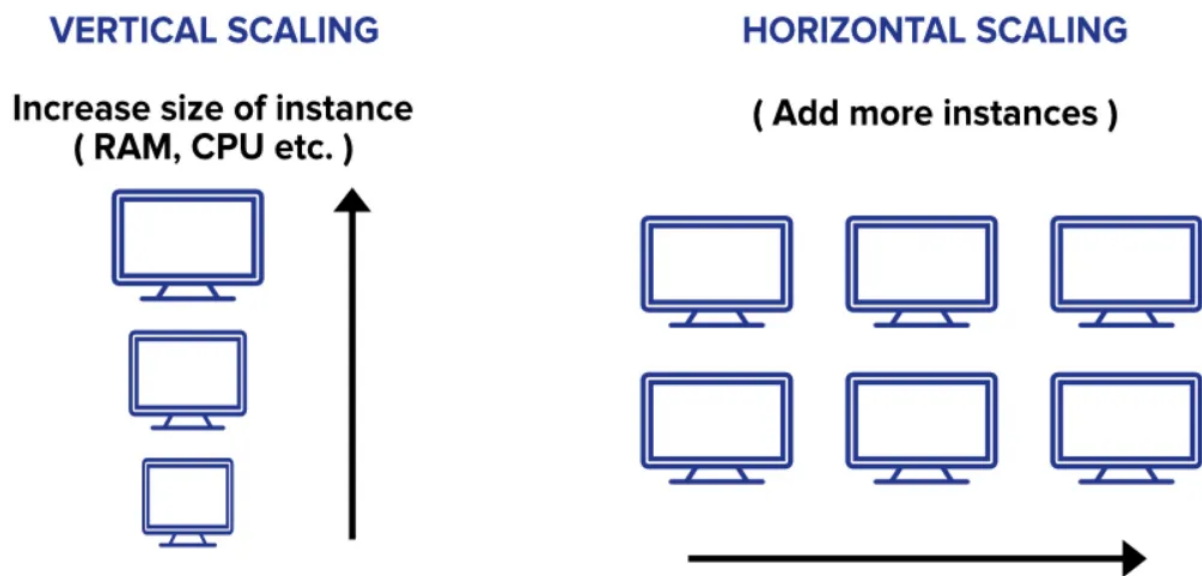 VERTICAL SCALING
Increase size of instance
( RAM, CPU etc. )
HORIZONTAL SCALING
( Add more instances )